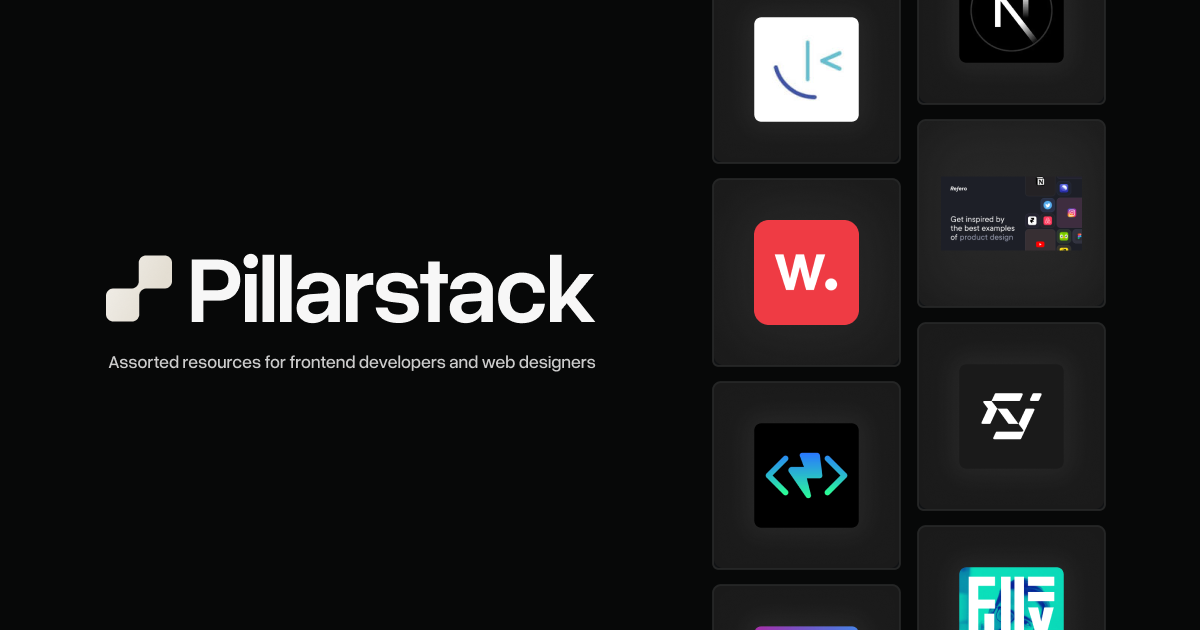 Pillarstack
Assorted resources for frontend developers and web designers
W.
N
Refero
Get inspired by
the best examples
of product design